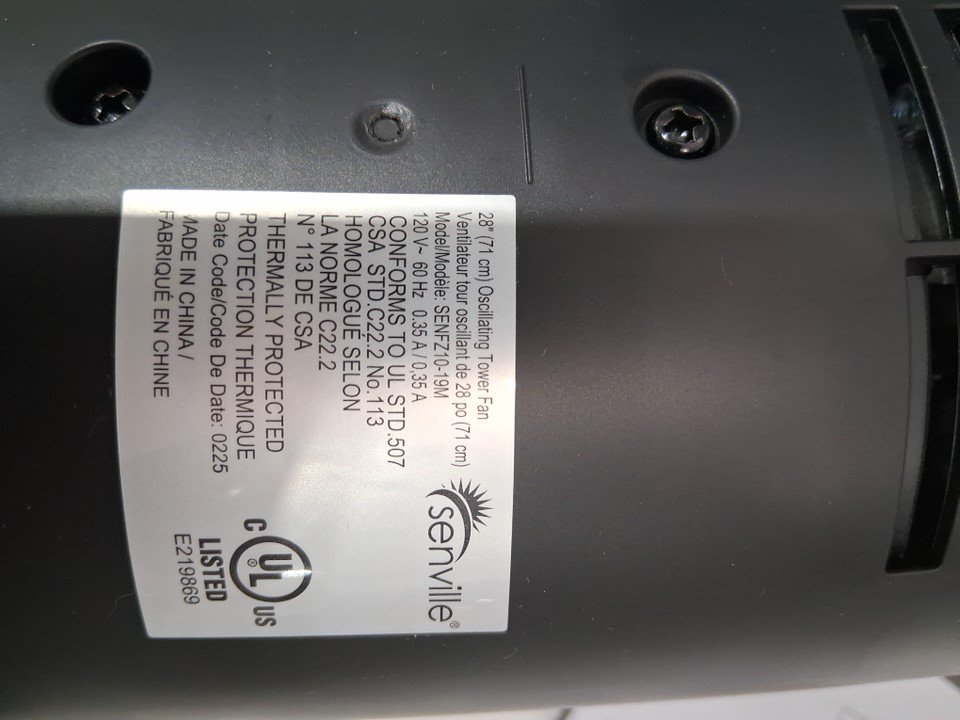 28" (71 cm) Oscillating Tower Fan
Ventilateur tour oscillant de 28 po (71 cm)
Model/Modèle: SENFZ10-19M
120 V~ 60 Hz 0.35 A / 0,35 A
CONFORMS TO UL STD.507
CSA STD.C22.2 No.113
HOMOLOGUÉ SELON
LA NORME C22.2
N° 113 DE CSA
THERMALLY PROTECTED
PROTECTION THERMIQUE
Date Code/Code De Date: 0225
MADE IN CHINA /
FABRIQUÉ EN CHINE
senville®
C UL® US
LISTED
E219869